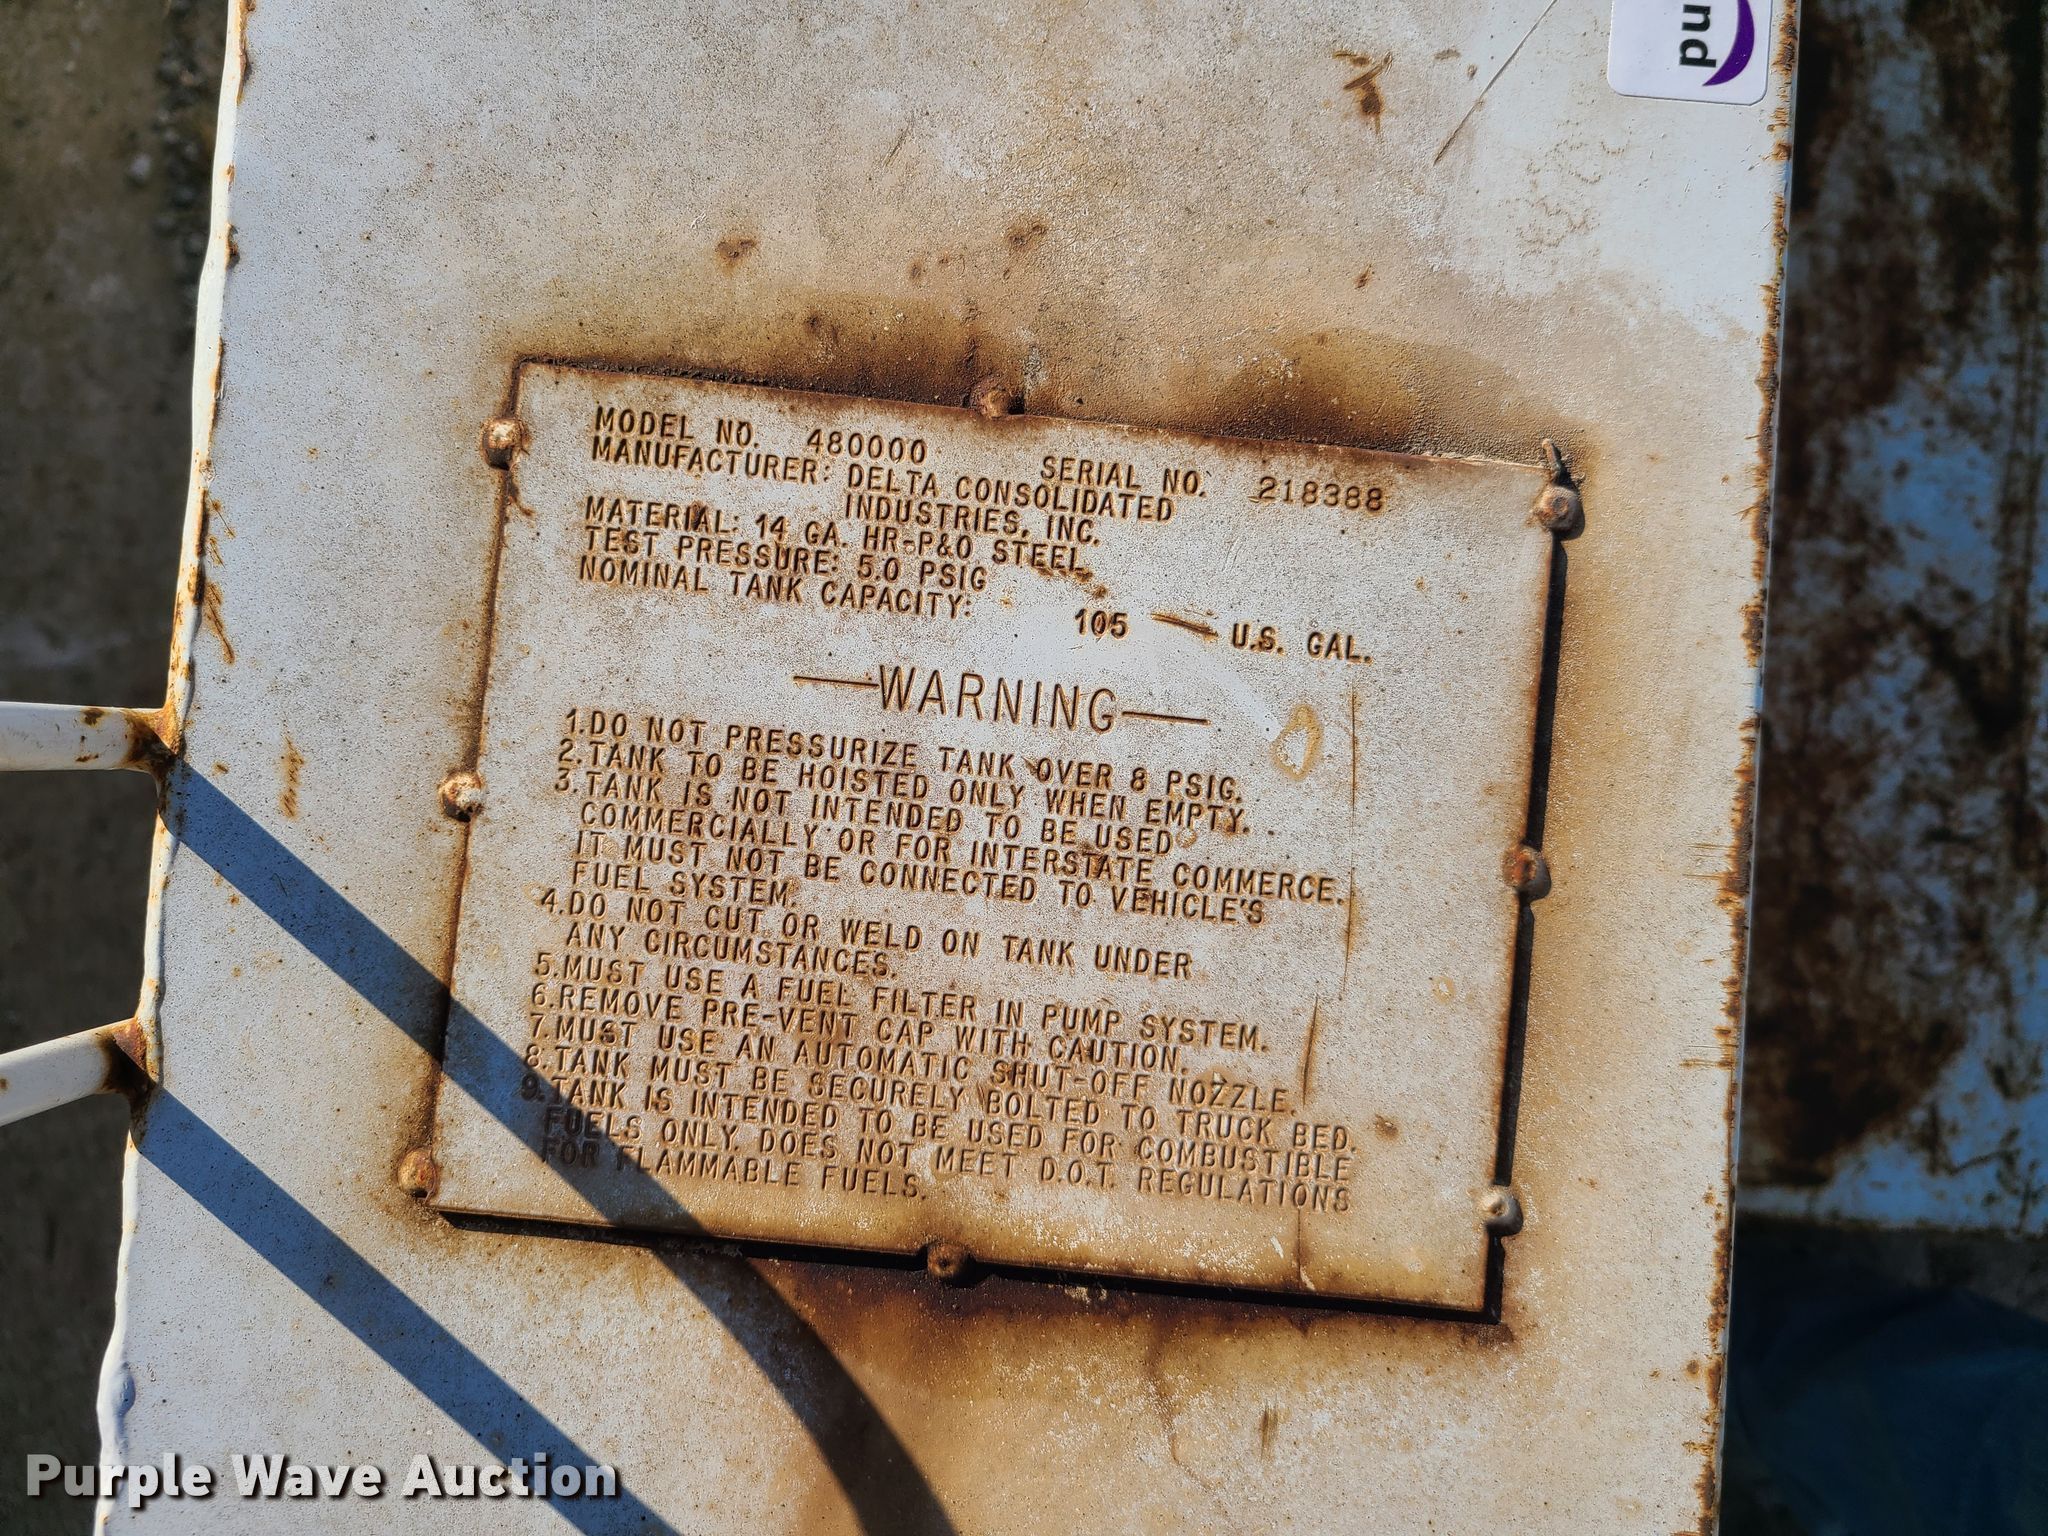 nd
MODEL NO. 480000 SERIAL NO. 218388
MANUFACTURER: DELTA CONSOLIDATED
INDUSTRIES, INC.
MATERIAL: 14 GA. HR-P&O STEEL
TEST PRESSURE: 5.0 PSIG
NOMINAL TANK CAPACITY: 105 U.S. GAL.
WARNING
1.DO NOT PRESSURIZE TANK OVER 8 PSIG.
2.TANK TO BE HOISTED ONLY WHEN EMPTY.
3.TANK IS NOT INTENDED TO BE USED
COMMERCIALLY OR FOR INTERSTATE COMMERCE.
IT MUST NOT BE CONNECTED TO VEHICLE'S
FUEL SYSTEM.
4.DO NOT CUT OR WELD ON TANK UNDER
ANY CIRCUMSTANCES.
5.MUST USE A FUEL FILTER IN PUMP SYSTEM.
6.REMOVE PRE-VENT CAP WITH CAUTION.
7.MUST USE AN AUTOMATIC SHUT-OFF NOZZLE.
8.TANK MUST BE SECURELY BOLTED TO TRUCK BED.
9.TANK IS INTENDED TO BE USED FOR COMBUSTIBLE
FUELS ONLY. DOES NOT MEET D.O.T. REGULATIONS
FOR FLAMMABLE FUELS.
Purple Wave Auction